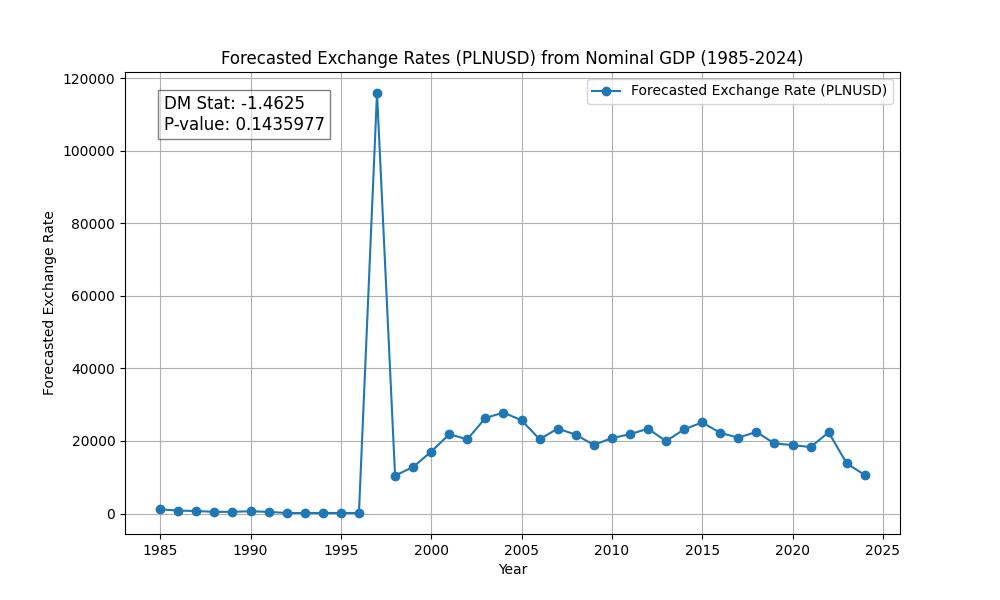 Forecasted Exchange Rates (PLNUSD) from Nominal GDP (1985-2024)
DM Stat: -1.4625
P-value: 0.1435977
Forecasted Exchange Rate (PLNUSD)
Forecasted Exchange Rate
120000
100000
80000
60000
40000
20000
0
1985 1990 1995 2000 2005 2010 2015 2020 2025
Year